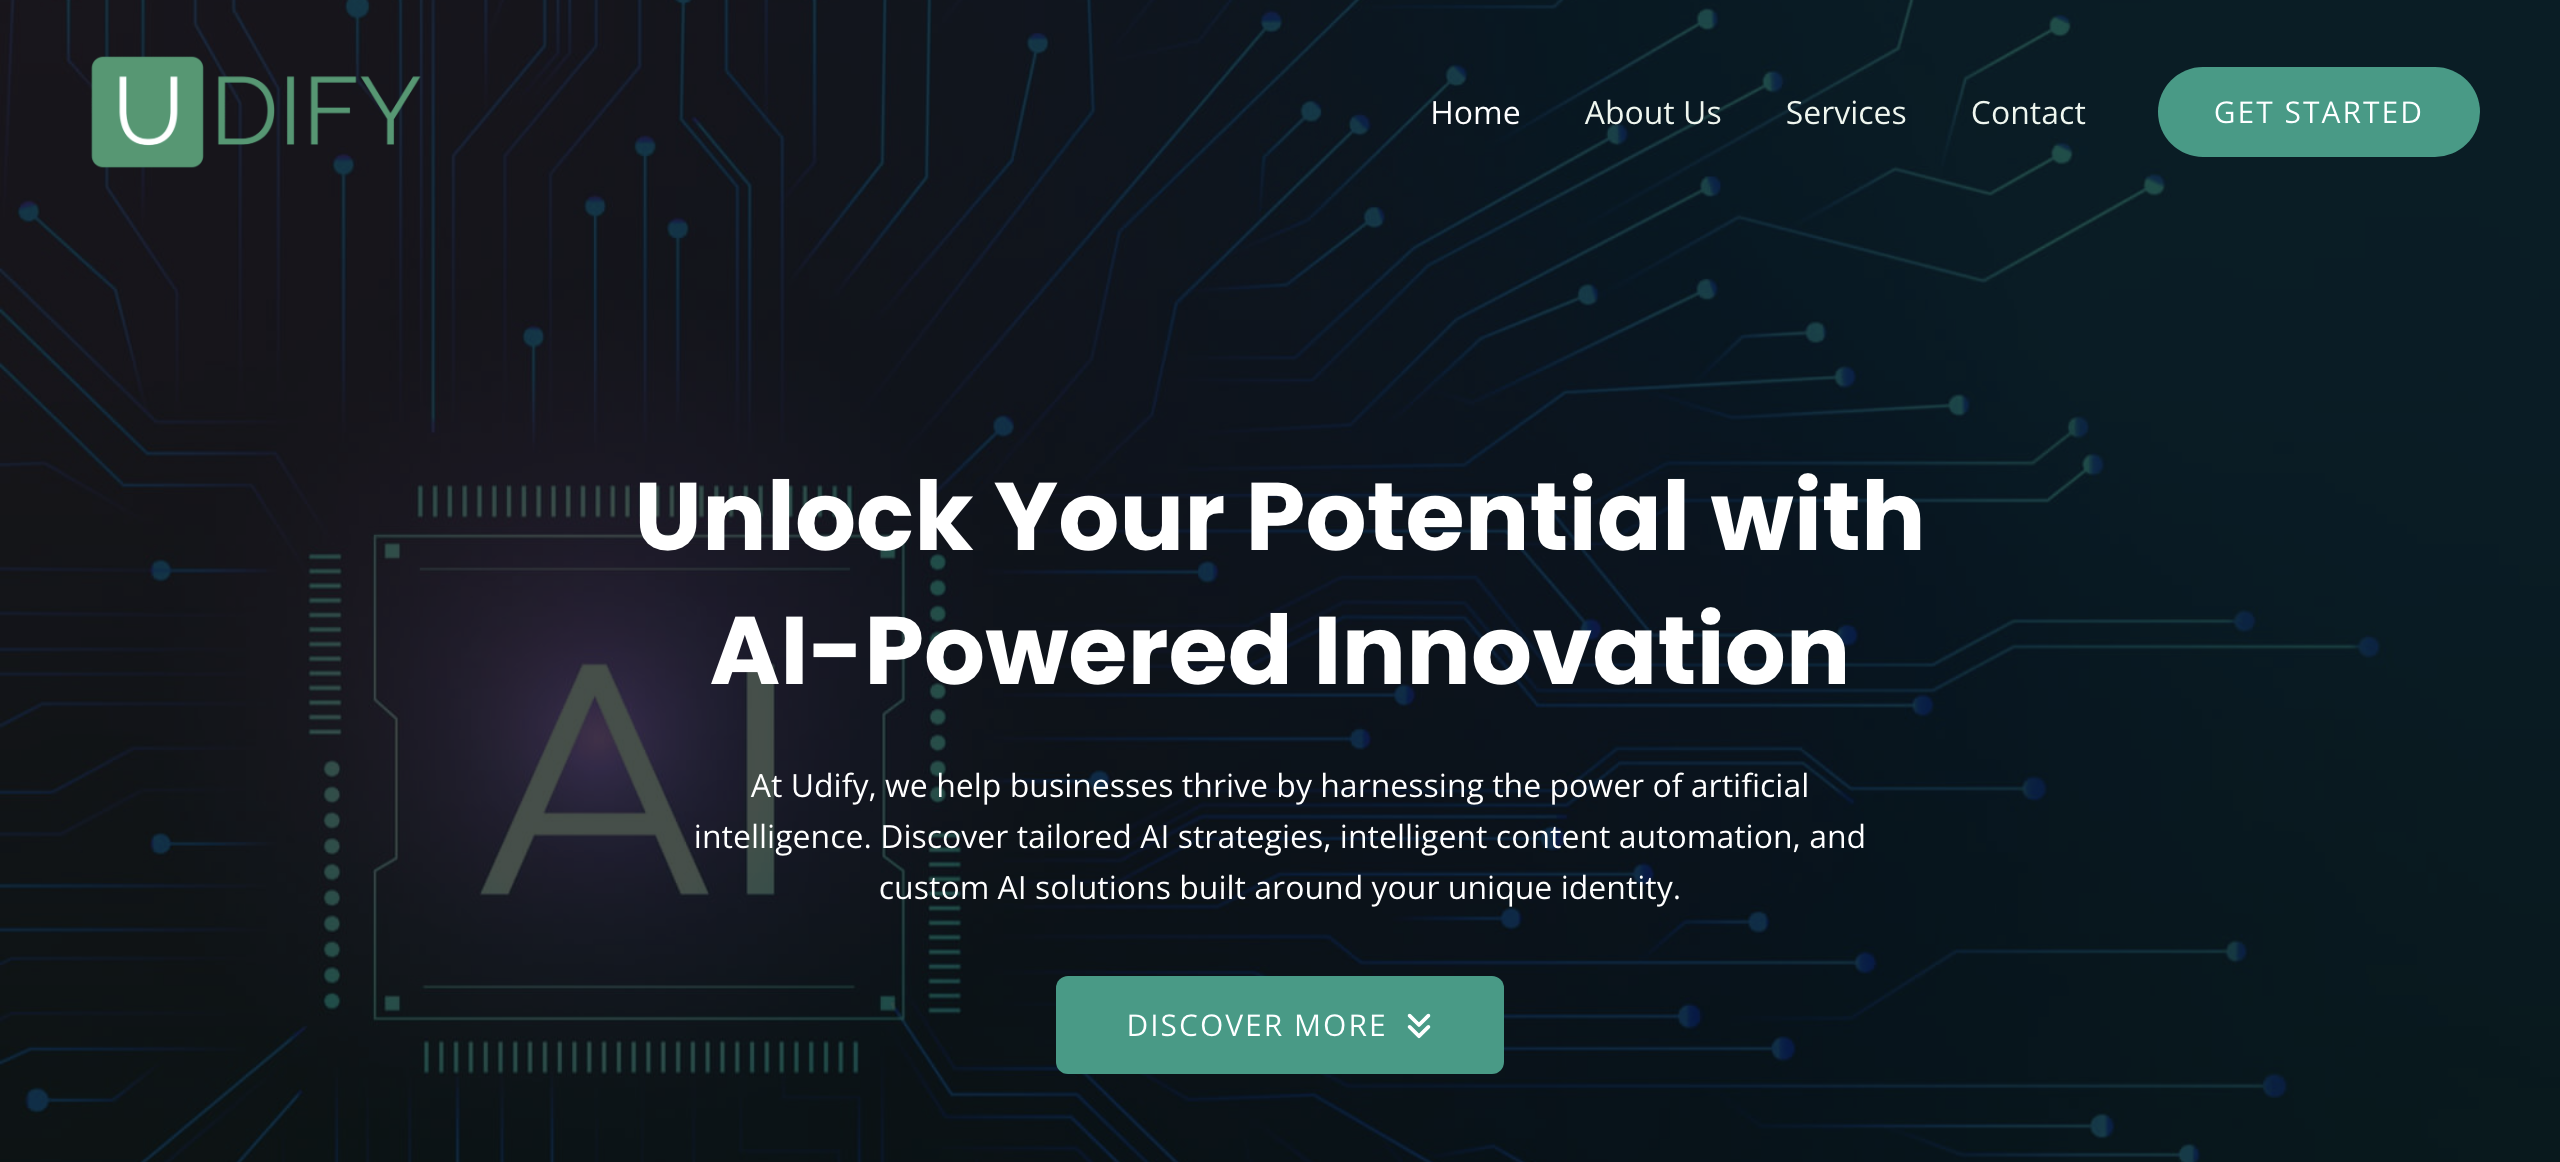 UDIFY
Home About Us Services Contact GET STARTED
Unlock Your Potential with
AI-Powered Innovation
AI
At Udify, we help businesses thrive by harnessing the power of artificial
intelligence. Discover tailored AI strategies, intelligent content automation, and
custom AI solutions built around your unique identity.
DISCOVER MORE